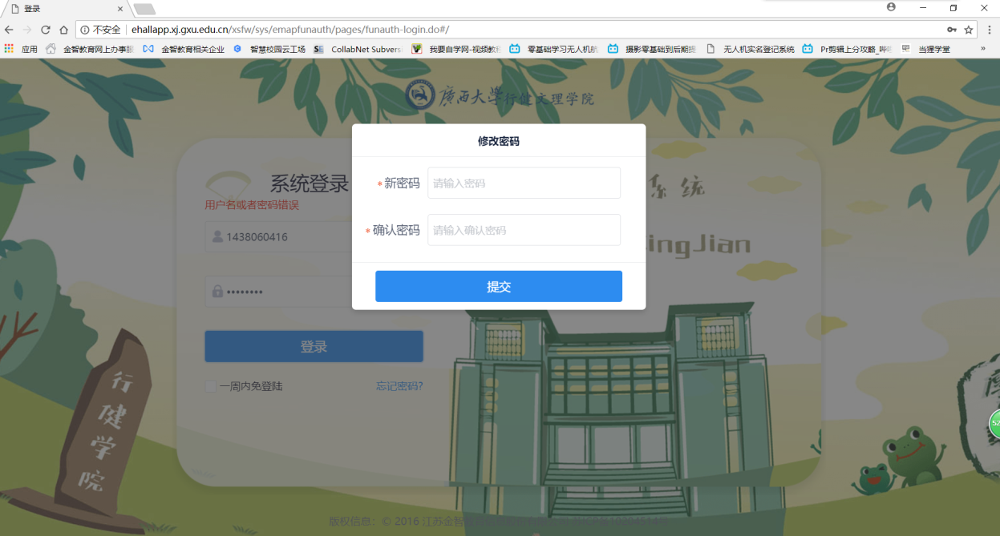 登录
不安全 ehallapp.xj.gxu.edu.cn/xsfw/sys/emapfunauth/pages/funauth-login.do#/
应用 金智教育网上办事 金智教育相关企业 智慧校园云工场 CollabNet Subvers 我要自学网-视频教 零基础学习无人机航 摄影零基础到后期 无人机实名登记系统 Pr剪辑上分攻略_哔 当猩学堂 »
廣西大学行健文理学院
修改密码
*新密码 请输入密码
*确认密码 请输入确认密码
提交
系统登录
系统
用户名或者密码错误
1438060416
ingJian
••••••••
登录
一周内免登陆 忘记密码?
行健学院
52
版权信息：© 2016 江苏金智教育